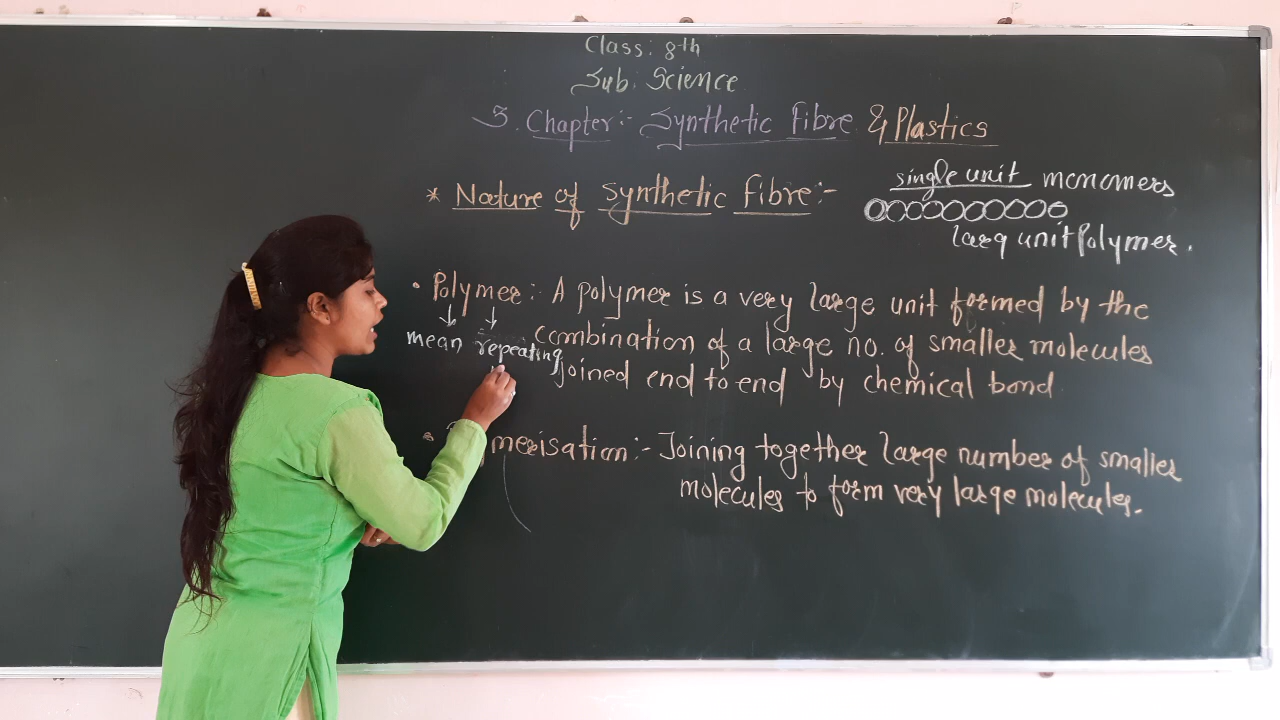 Class: 8th
Sub: Science
3. Chapter:- Synthetic Fibre & Plastics
single unit monomers
* Nature of Synthetic Fibre:-
larg unit Polymer.
• Polymer:- A polymer is a very large unit formed by the
mean repeating combination of a large no. of smaller molecules
joined end to end by chemical bond
merisation:- Joining together large number of smaller
molecules to form very large molecules.